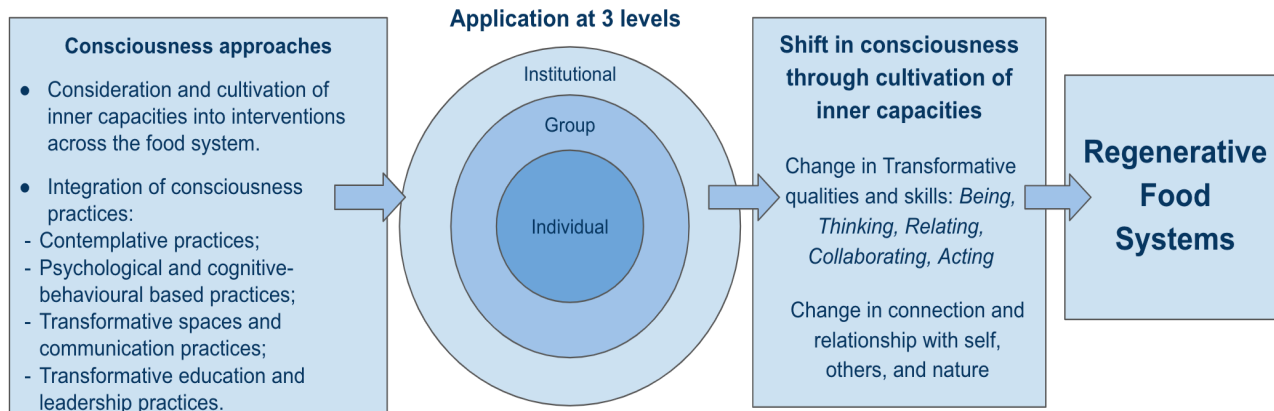 Consciousness approaches
● Consideration and cultivation of
inner capacities into interventions
across the food system.
● Integration of consciousness
practices:
- Contemplative practices;
- Psychological and cognitive-
behavioural based practices;
- Transformative spaces and
communication practices;
- Transformative education and
leadership practices.
Application at 3 levels
Institutional
Group
Individual
Shift in consciousness
through cultivation of
inner capacities
Change in Transformative
qualities and skills: Being,
Thinking, Relating,
Collaborating, Acting
Change in connection and
relationship with self,
others, and nature
Regenerative
Food
Systems